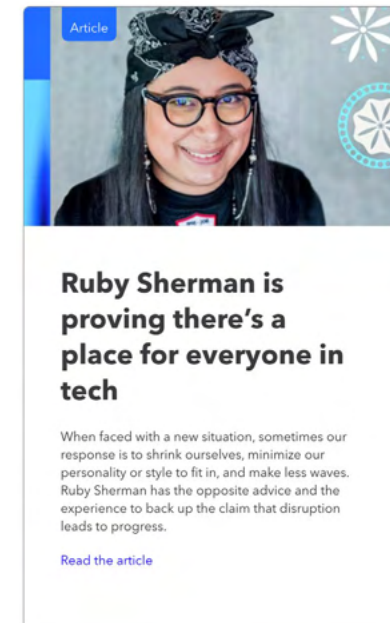 Article
Ruby Sherman is
proving there's a
place for everyone in
tech
When faced with a new situation, sometimes our
response is to shrink ourselves, minimize our
personality or style to fit in, and make less waves.
Ruby Sherman has the opposite advice and the
experience to back up the claim that disruption
leads to progress.
Read the article